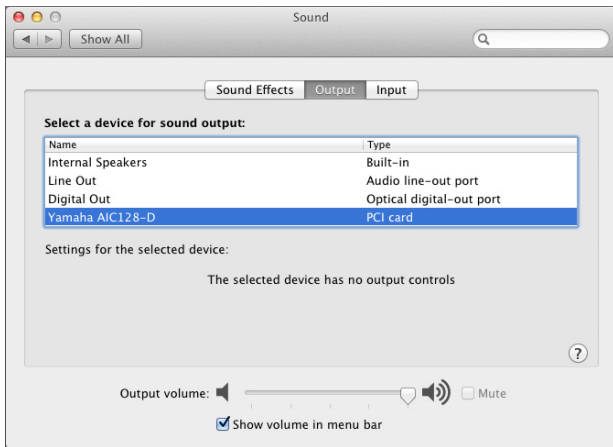 Sound
Show All
Sound Effects Output Input
Select a device for sound output:
Name Type
Internal Speakers Built-in
Line Out Audio line-out port
Digital Out Optical digital-out port
Yamaha AIC128-D PCI card
Settings for the selected device:
The selected device has no output controls
?
Output volume: Mute
Show volume in menu bar